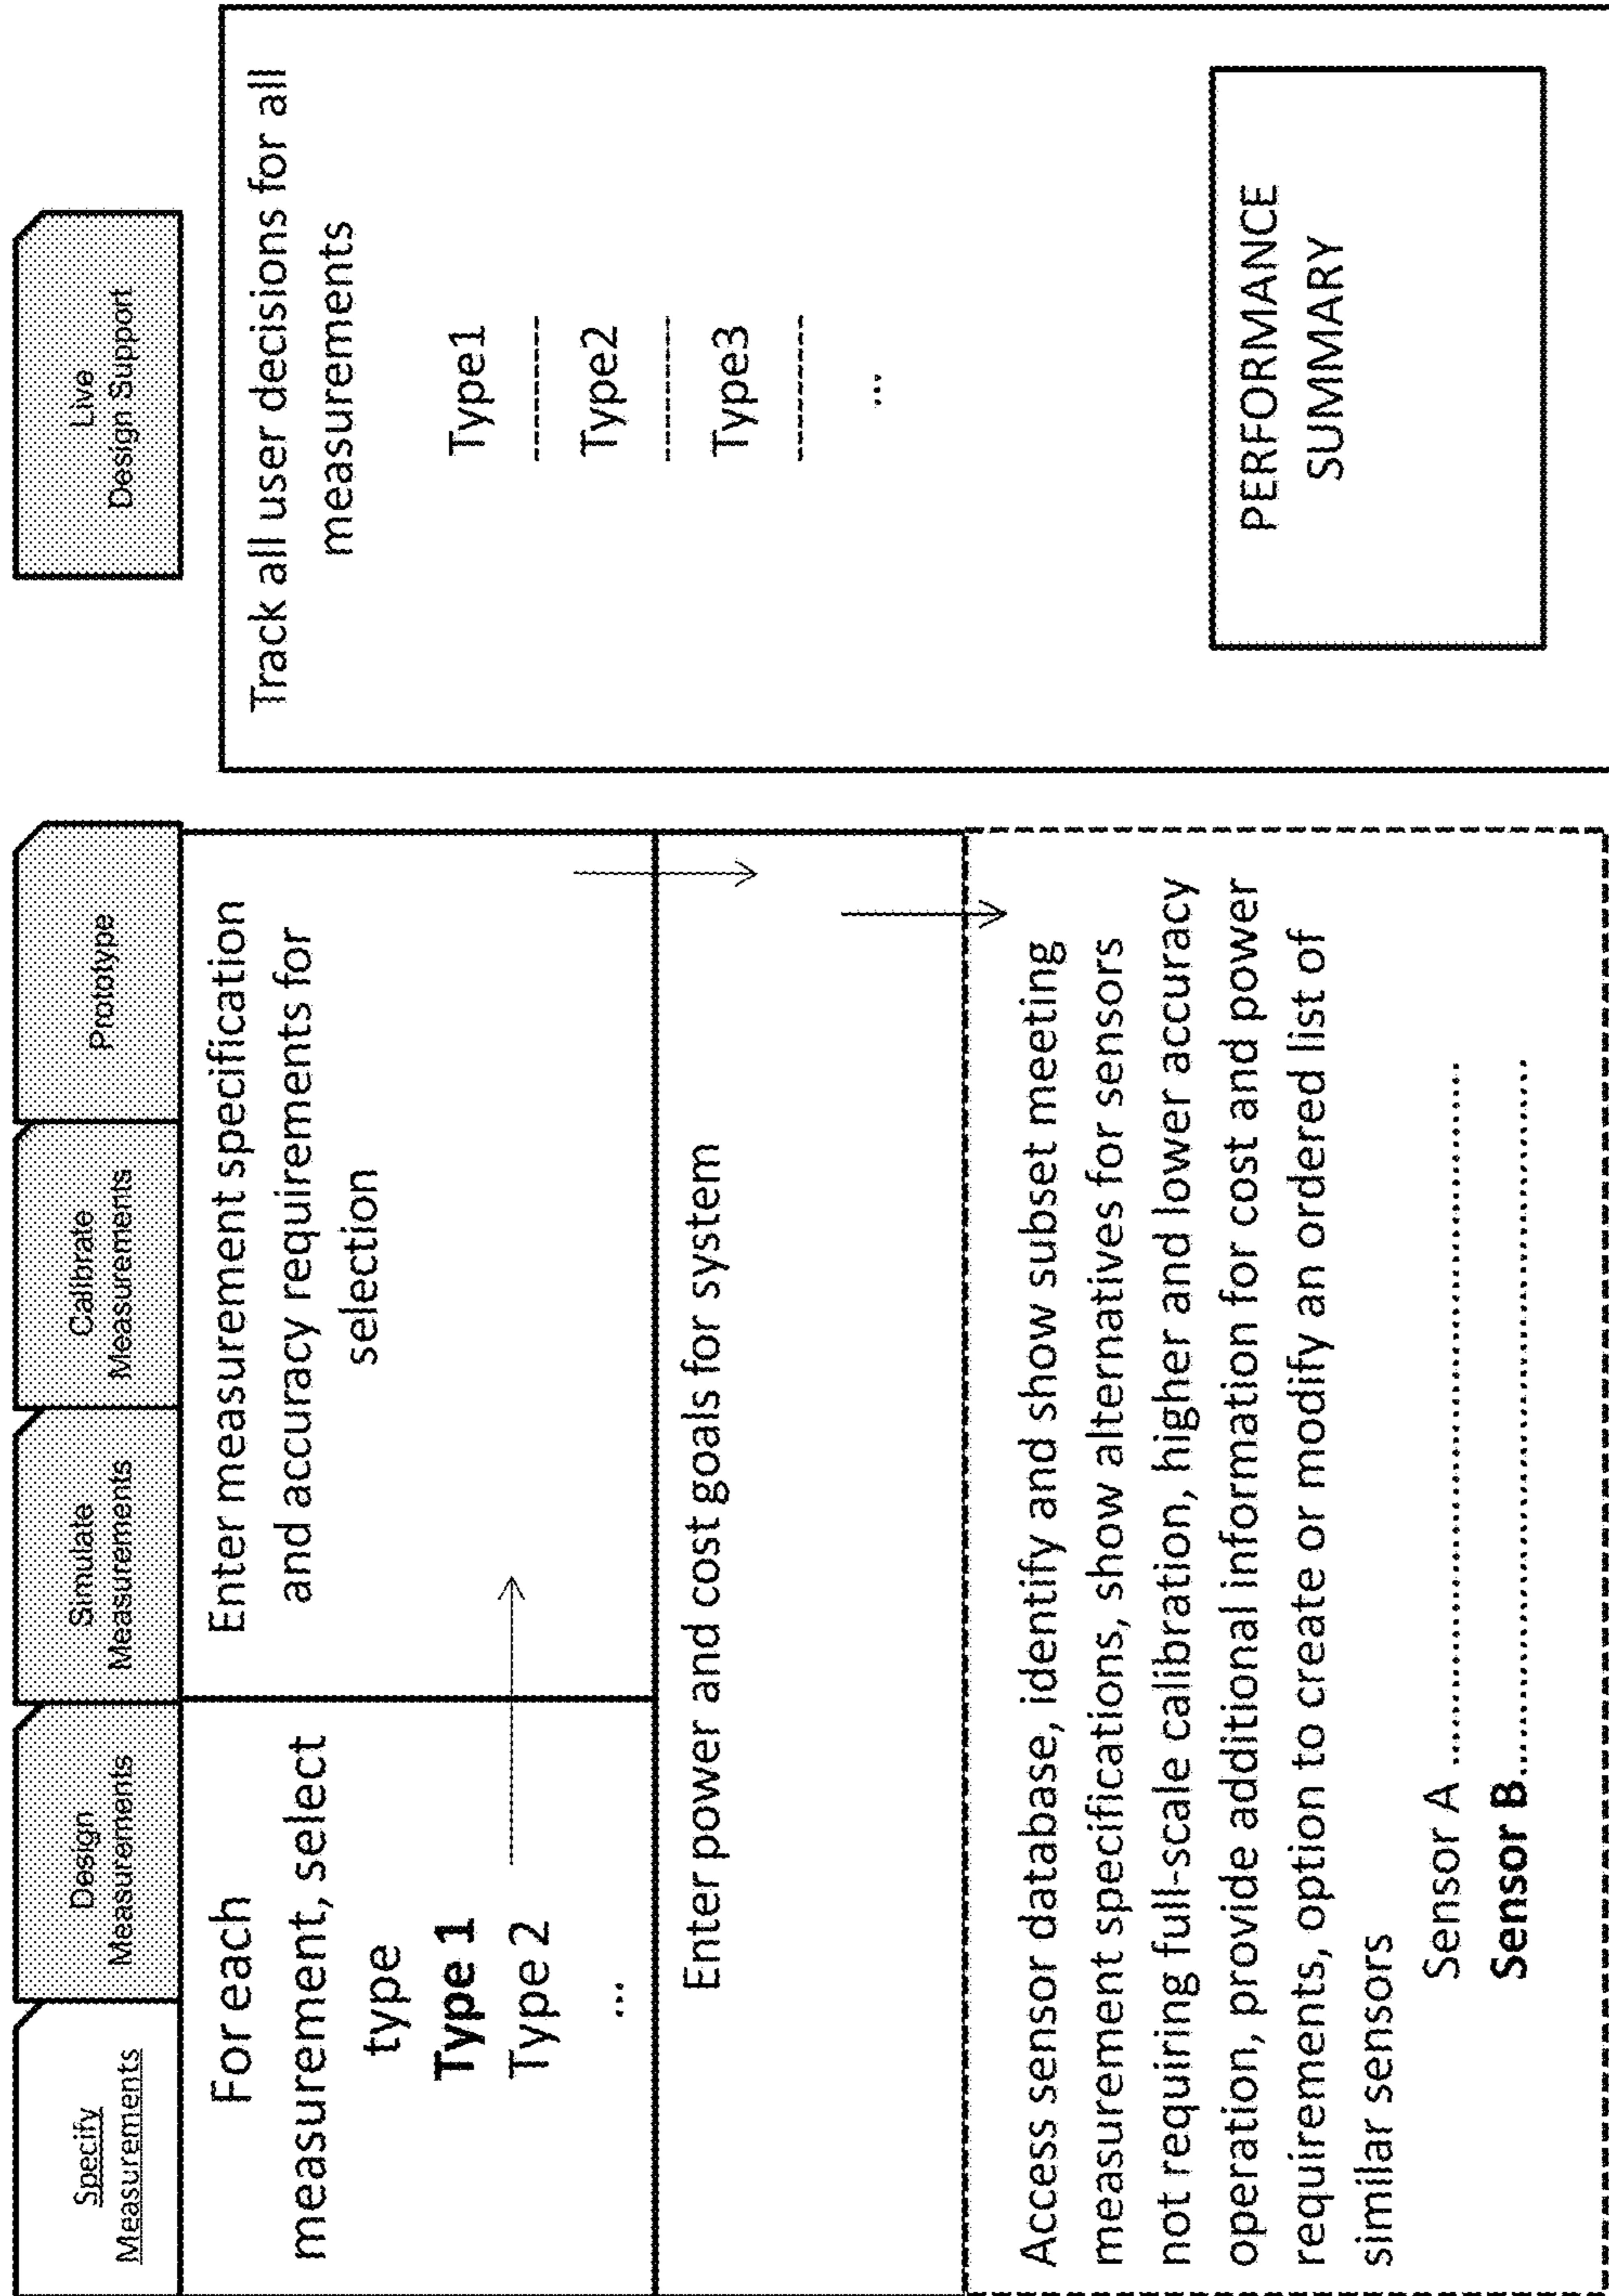 Specify
Measurements
Design
Measurements
Simulate
Measurements
Calibrate
Measurements
Prototype
Live
Design Support
For each
measurement, select
type
Type 1
Type 2
...
Enter measurement specification
and accuracy requirements for
selection
Enter power and cost goals for system
Access sensor database, identify and show subset meeting
measurement specifications, show alternatives for sensors
not requiring full-scale calibration, higher and lower accuracy
operation, provide additional information for cost and power
requirements, option to create or modify an ordered list of
similar sensors
Sensor A ..........................................................
Sensor B..........................................................
Track all user decisions for all
measurements
Type1
-----------
Type2
-----------
Type3
-----------
...
PERFORMANCE
SUMMARY